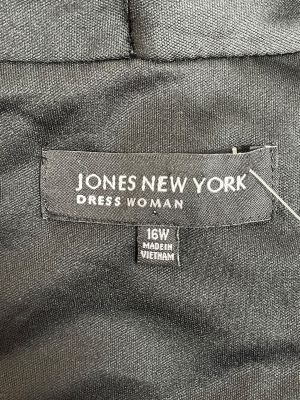 JONES NEW YORK
DRESS WOMAN
16W
MADE IN
VIETNAM